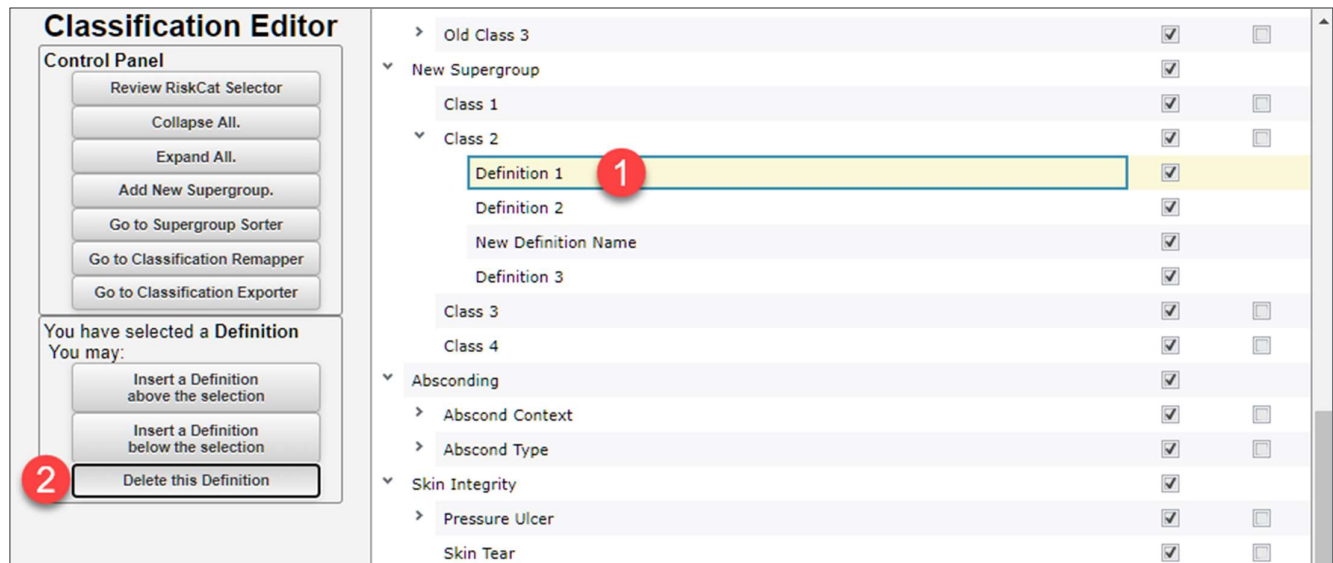 Classification Editor
Control Panel
Review RiskCat Selector
Collapse All.
Expand All.
Add New Supergroup.
Go to Supergroup Sorter
Go to Classification Remapper
Go to Classification Exporter
You have selected a Definition
You may:
Insert a Definition
above the selection
Insert a Definition
below the selection
2
Delete this Definition
Old Class 3
New Supergroup
Class 1
Class 2
Definition 1 1
Definition 2
New Definition Name
Definition 3
Class 3
Class 4
Absconding
Abscond Context
Abscond Type
Skin Integrity
Pressure Ulcer
Skin Tear